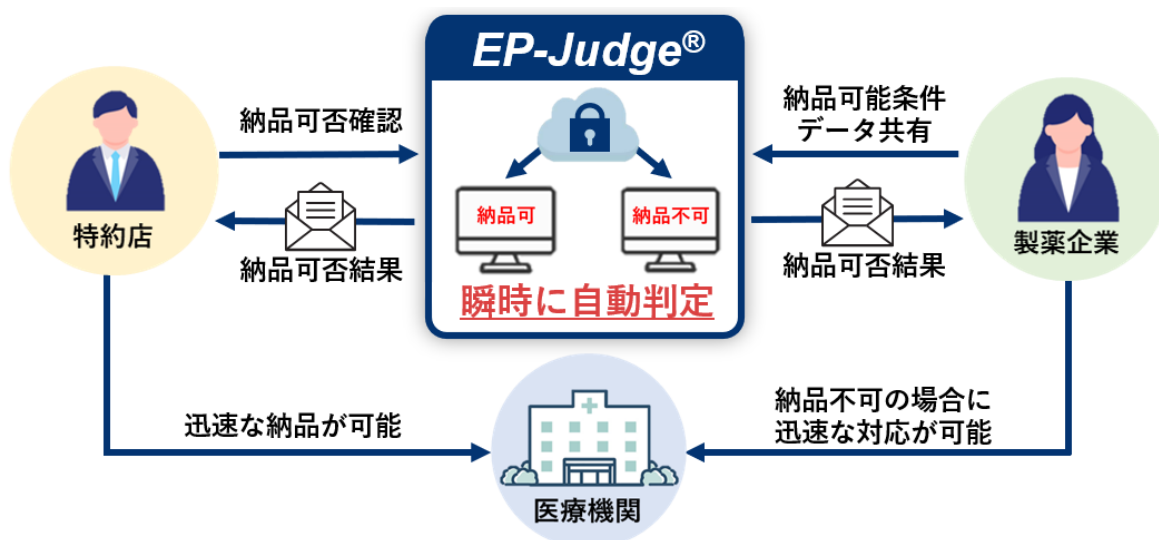 EP-Judge®
納品可否確認
納品可能条件
データ共有
納品可
納品不可
特約店
製薬企業
納品可否結果
納品可否結果
瞬時に自動判定
迅速な納品が可能
納品不可の場合に
迅速な対応が可能
医療機関